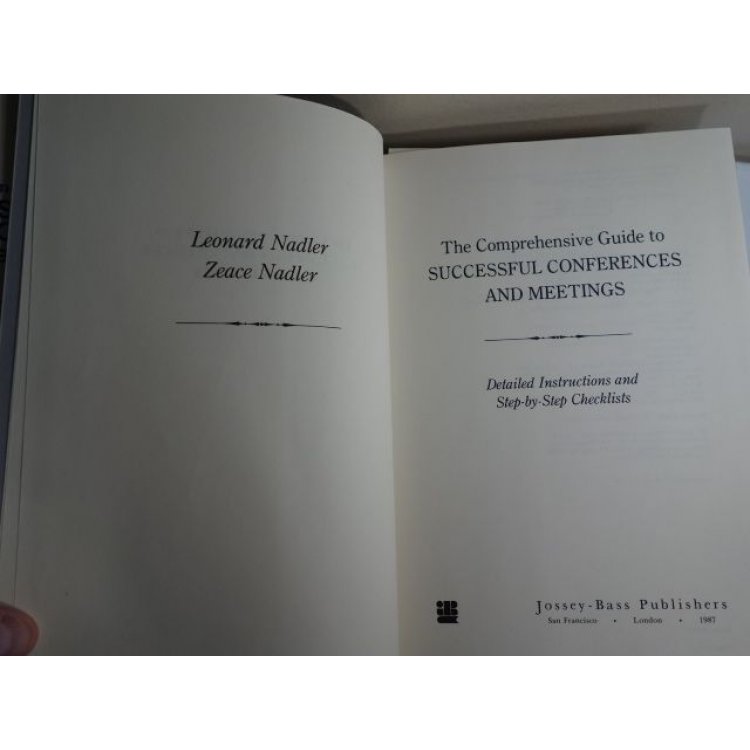 Leonard Nadler
Zeace Nadler
The Comprehensive Guide to
SUCCESSFUL CONFERENCES
AND MEETINGS
Detailed Instructions and
Step-by-Step Checklists
Jossey-Bass Publishers
San Francisco • London • 1987